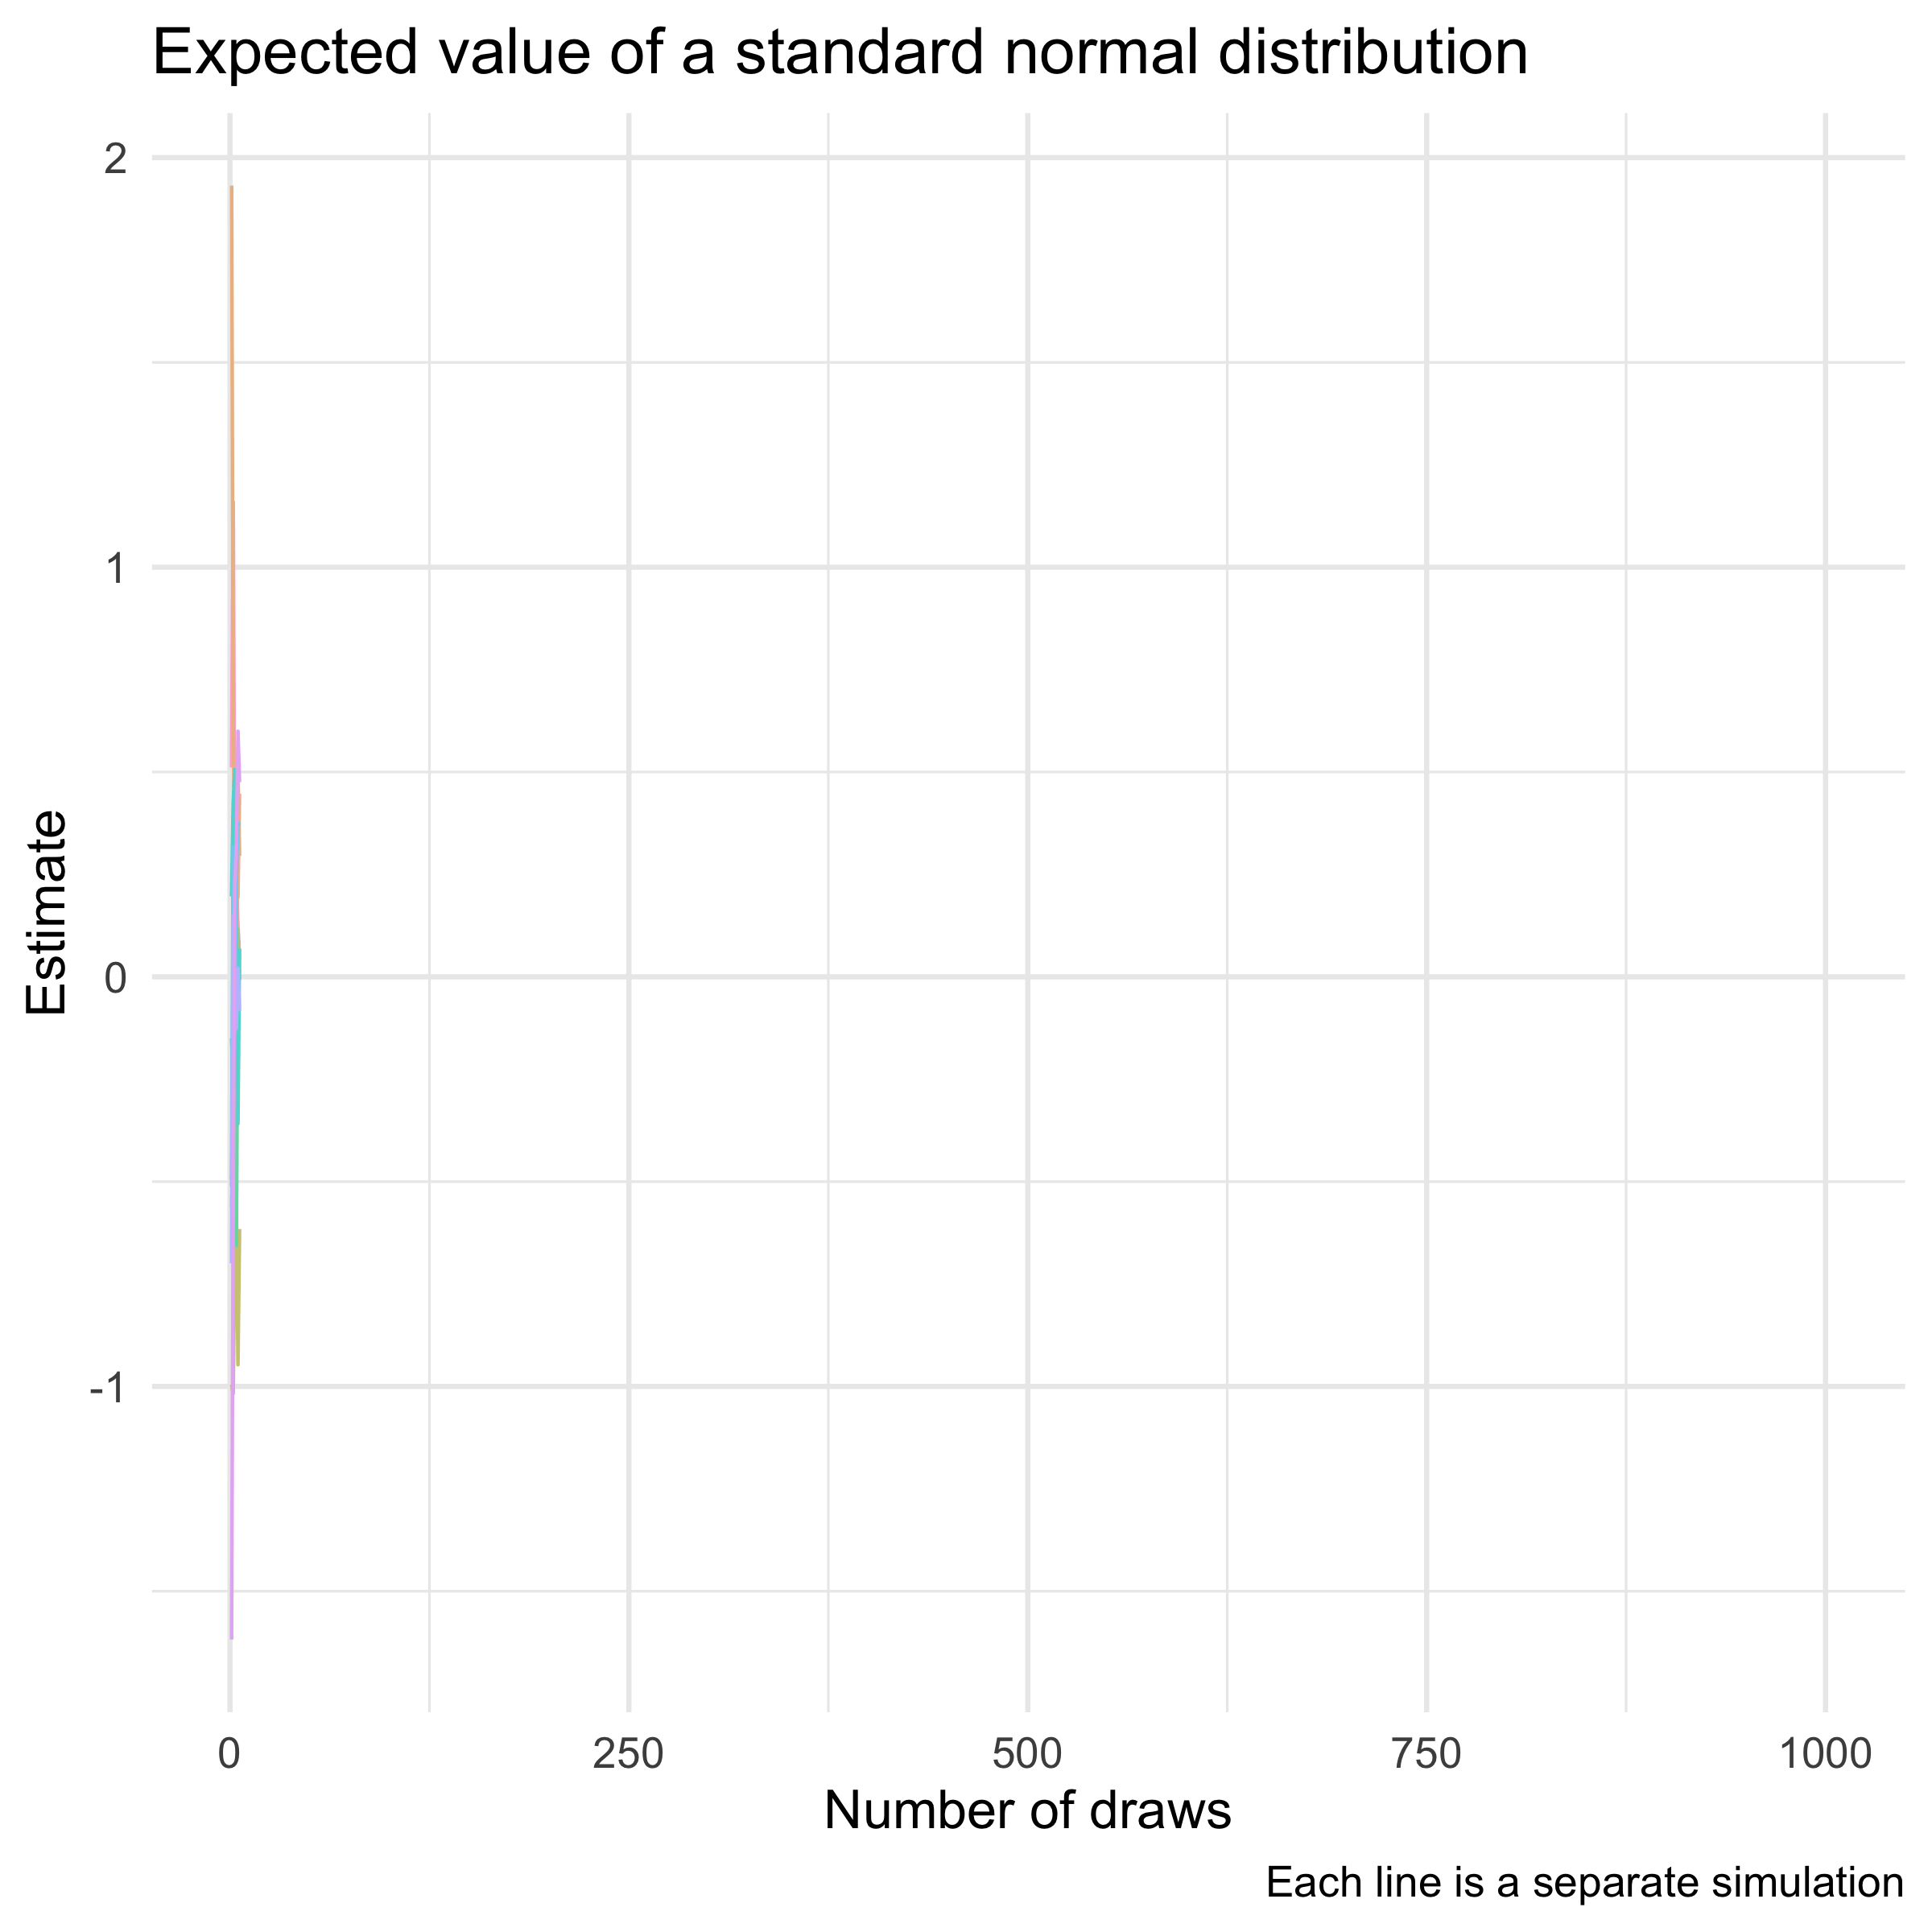 Expected value of a standard normal distribution
2
1
0
-1
Estimate
0 250 500 750 1000
Number of draws
Each line is a separate simulation